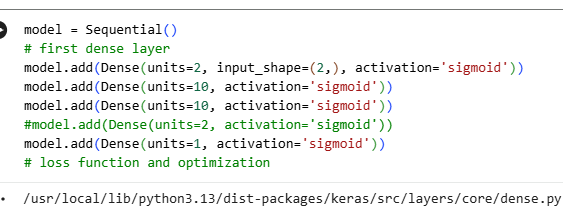 model = Sequential()
# first dense layer
model.add(Dense(units=2, input_shape=(2,), activation='sigmoid'))
model.add(Dense(units=10, activation='sigmoid'))
model.add(Dense(units=10, activation='sigmoid'))
#model.add(Dense(units=2, activation='sigmoid'))
model.add(Dense(units=1, activation='sigmoid'))
# loss function and optimization
/usr/local/lib/python3.13/dist-packages/keras/src/layers/core/dense.py